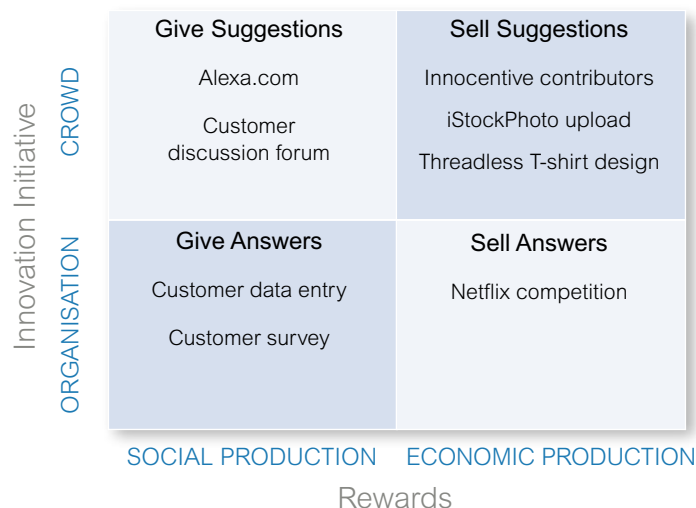 Give Suggestions
Alexa.com
Customer
discussion forum
Sell Suggestions
Innocentive contributors
iStockPhoto upload
Threadless T-shirt design
Give Answers
Customer data entry
Customer survey
Sell Answers
Netflix competition
Innovation Initiative
CROWD
ORGANISATION
SOCIAL PRODUCTION
ECONOMIC PRODUCTION
Rewards